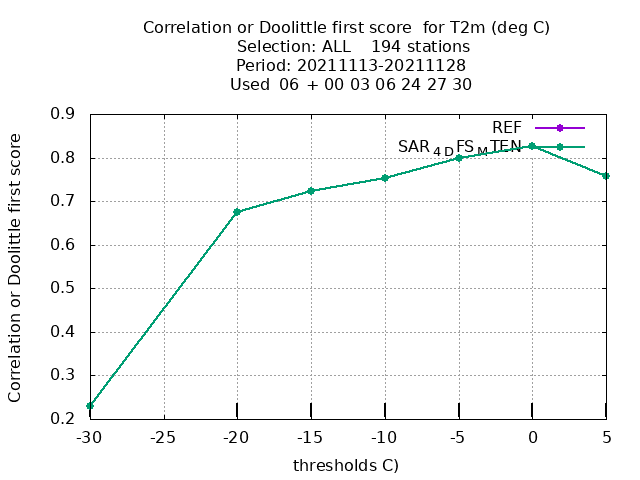 Correlation or Doolittle first score for T2m (deg C)
Selection: ALL 194 stations
Period: 20211113-20211128
Used 06 + 00 03 06 24 27 30
Correlation or Doolittle first score
0.9
0.8
0.7
0.6
0.5
0.4
0.3
0.2
REF
SAR 4 D FS M TEN
-30 -25 -20 -15 -10 -5 0 5
thresholds C)